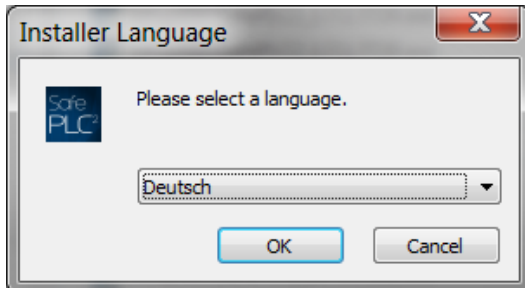 Installer Language
Safe
PLC²
Please select a language.
Deutsch
OK
Cancel